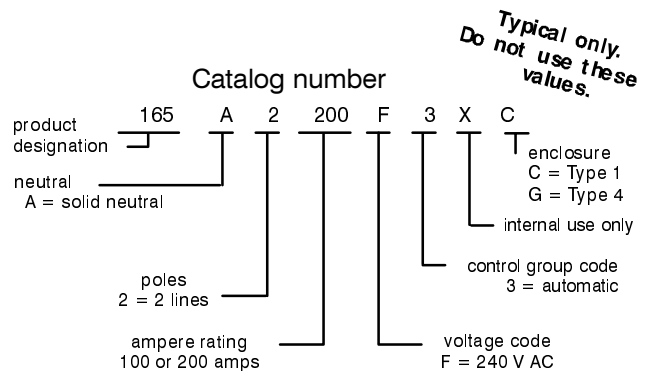 Typical only.
Do not use these
values.
Catalog number
165 A 2 200 F 3 X C
product
designation
neutral
A = solid neutral
poles
2 = 2 lines
ampere rating
100 or 200 amps
enclosure
C = Type 1
G = Type 4
internal use only
control group code
3 = automatic
voltage code
F = 240 V AC